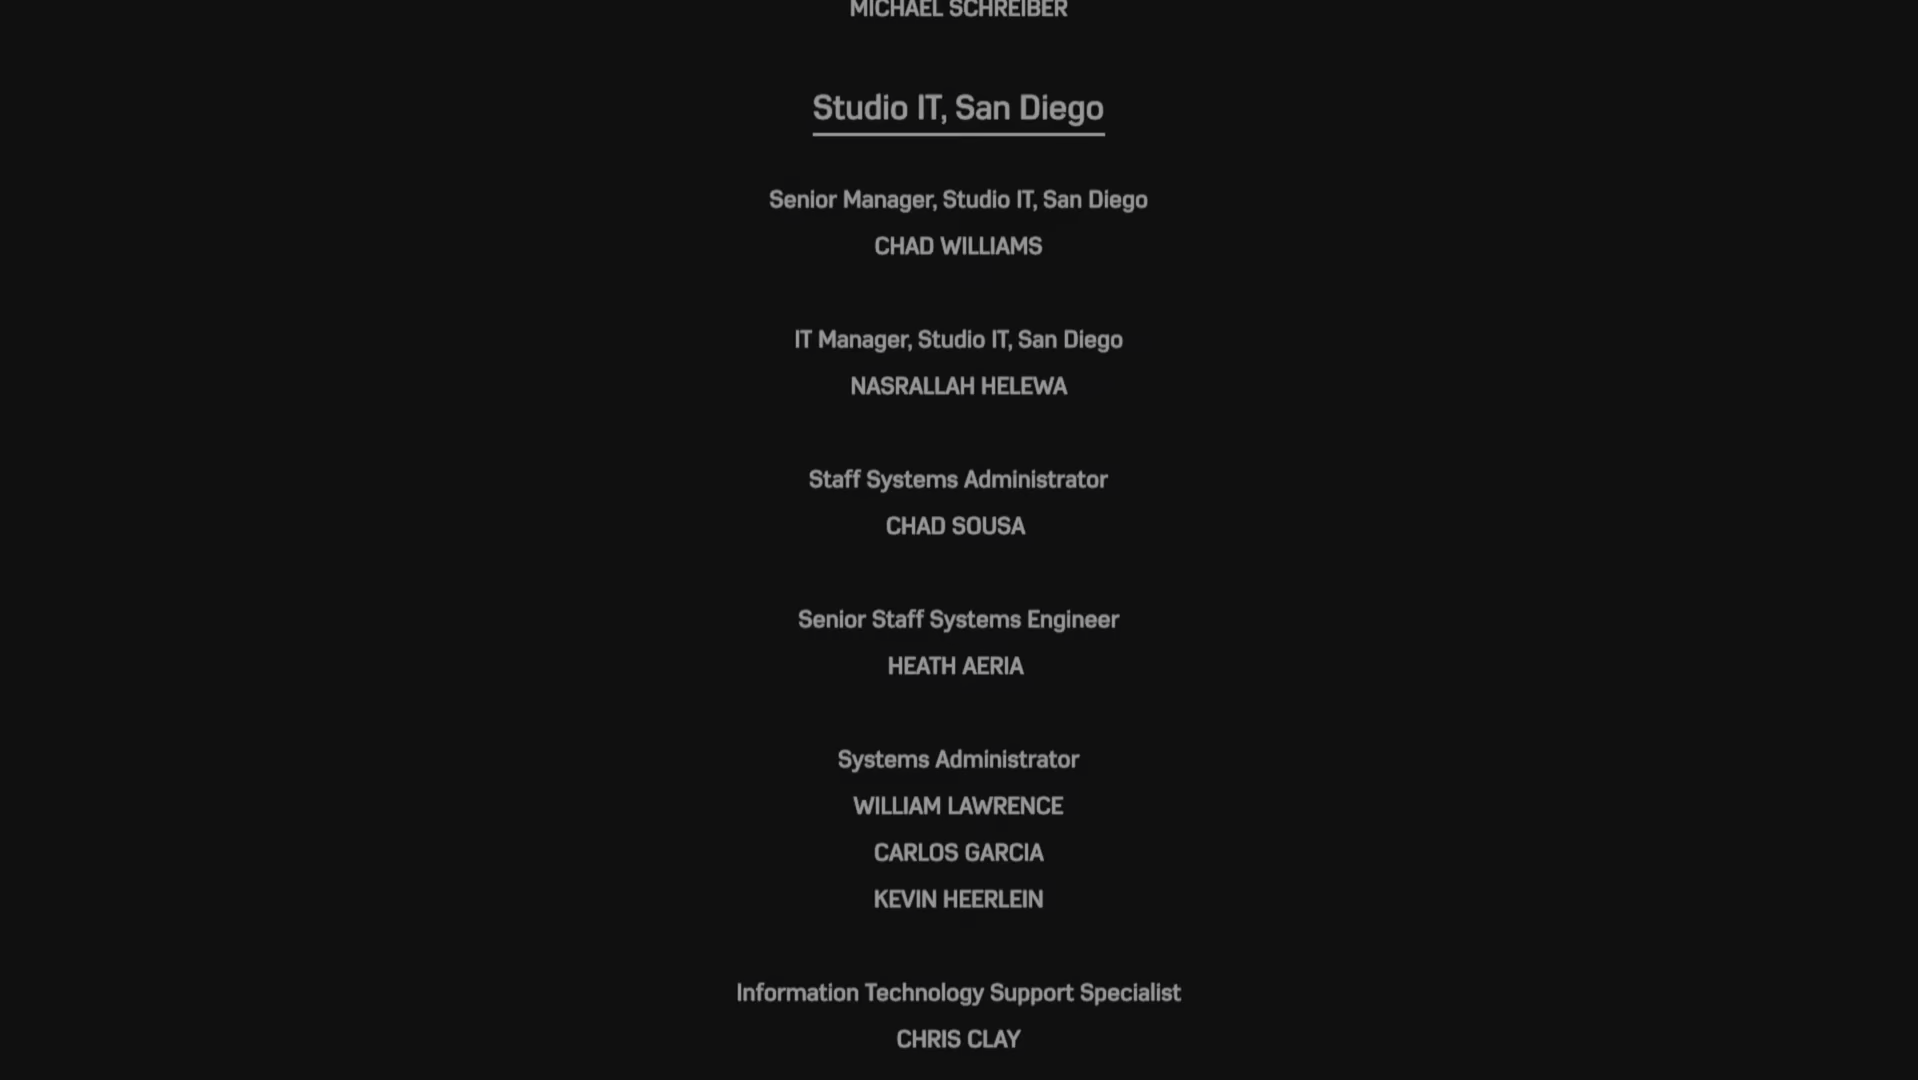 MICHAEL SCHREIBER
Studio IT, San Diego
Senior Manager, Studio IT, San Diego
CHAD WILLIAMS
IT Manager, Studio IT, San Diego
NASRALLAH HELEWA
Staff Systems Administrator
CHAD SOUSA
Senior Staff Systems Engineer
HEATH AERIA
Systems Administrator
WILLIAM LAWRENCE
CARLOS GARCIA
KEVIN HEERLEIN
Information Technology Support Specialist
CHRIS CLAY